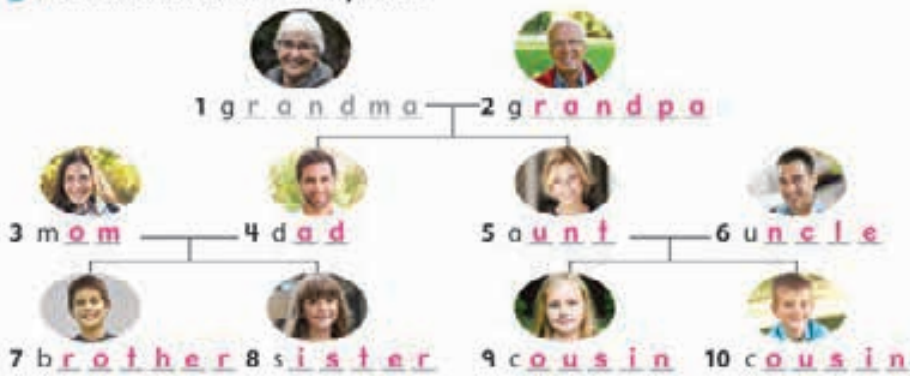 1 grandma 2 grandpa
3 mom 4 dad 5 aunt 6 uncle
7 brother 8 sister 9 cousin 10 cousin